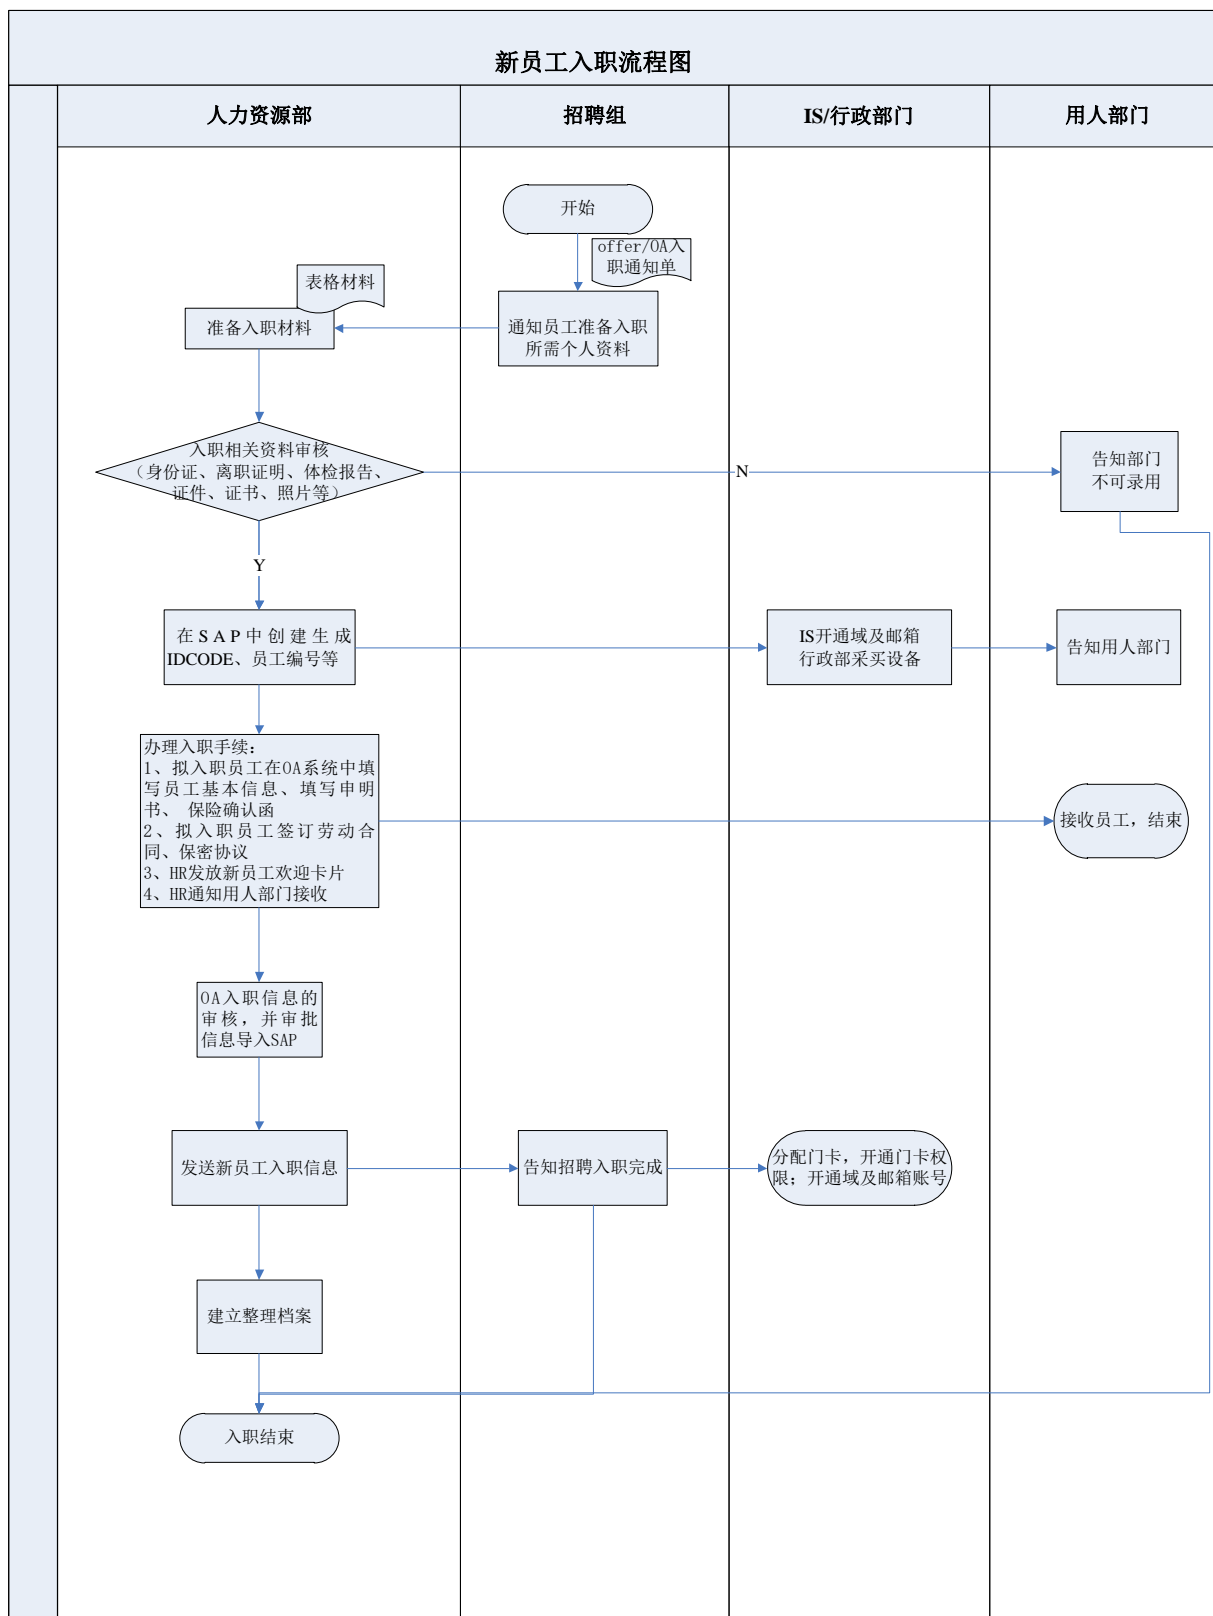 新员工入职流程图
人力资源部
招聘组
IS/行政部门
用人部门
开始
offer/OA入
职通知单
表格材料
准备入职材料
通知员工准备入职
所需个人资料
入职相关资料审核
（身份证、离职证明、体检报告、
证件、证书、照片等）
N
告知部门
不可录用
Y
在SAP中创建生成
IDCODE、员工编号等
IS开通域及邮箱
行政部采买设备
告知用人部门
办理入职手续：
1、拟入职员工在OA系统中填
写员工基本信息、填写申明
书、 保险确认函
2、拟入职员工签订劳动合
同、保密协议
3、HR发放新员工欢迎卡片
4、HR通知用人部门接收
接收员工，结束
OA入职信息的
审核，并审批
信息导入SAP
发送新员工入职信息
告知招聘入职完成
分配门卡，开通门卡权
限；开通域及邮箱账号
建立整理档案
入职结束